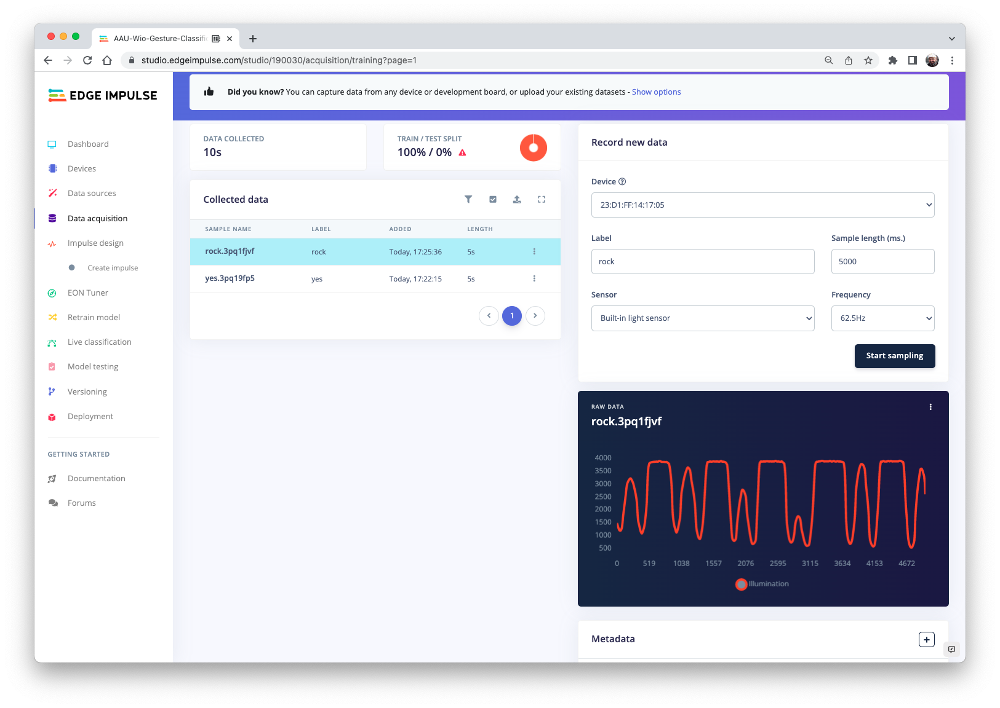 AAU-Wio-Gesture-Classific
studio.edgeimpulse.com/studio/190030/acquisition/training?page=1
EDGE IMPULSE
Did you know? You can capture data from any device or development board, or upload your existing datasets - Show options
Dashboard
Devices
Data sources
Data acquisition
Impulse design
Create impulse
EON Tuner
Retrain model
Live classification
Model testing
Versioning
Deployment
GETTING STARTED
Documentation
Forums
DATA COLLECTED
10s
TRAIN / TEST SPLIT
100% / 0%
Collected data
SAMPLE NAME LABEL ADDED LENGTH
rock.3pq1fjvf rock Today, 17:25:36 5s
yes.3pq19fp5 yes Today, 17:22:15 5s
1
Record new data
Device
23:D1:FF:14:17:05
Label Sample length (ms.)
rock 5000
Sensor Frequency
Built-in light sensor 62.5Hz
Start sampling
RAW DATA
rock.3pq1fjvf
4000
3500
3000
2500
2000
1500
1000
500
0 519 1038 1557 2076 2595 3115 3634 4153 4672
Illumination
Metadata